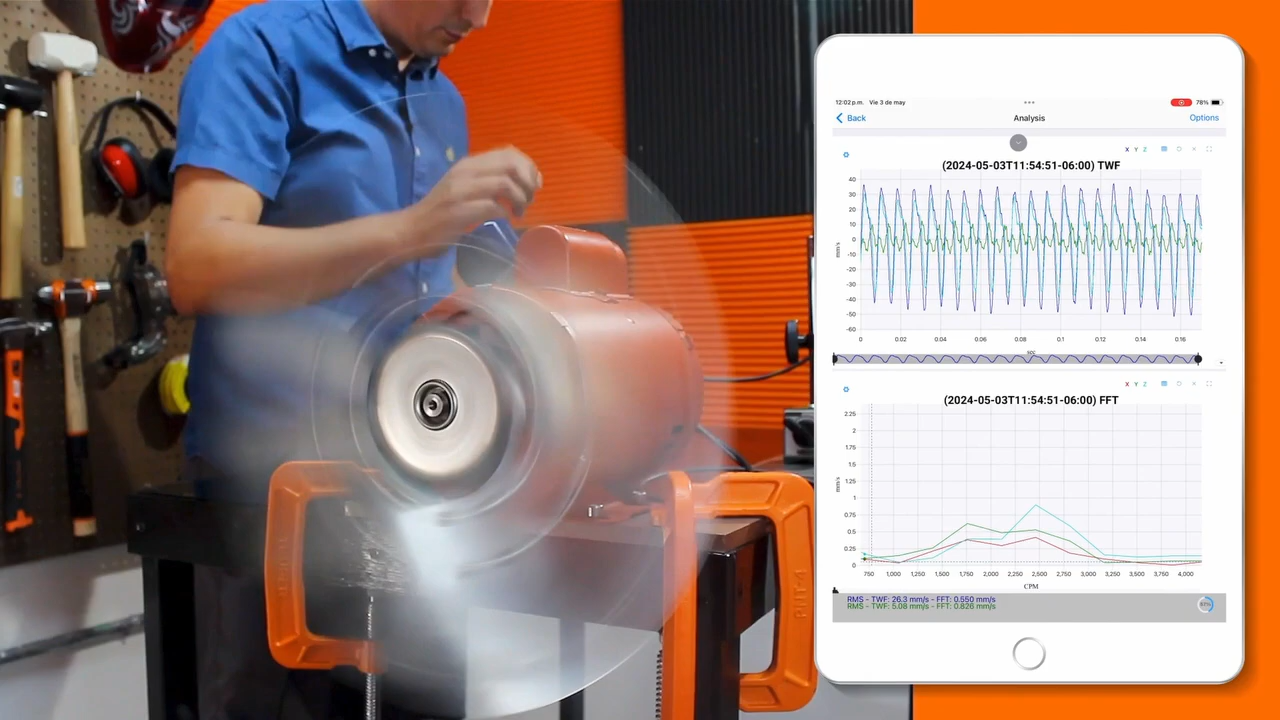 12:02 p.m. Vie 3 de may
78%
Back
Analysis
Options
X Y Z
(2024-05-03T11:54:51-06:00) TWF
40
30
20
10
0
-10
-20
-30
-40
-50
-60
mm/s
0 0.02 0.04 0.06 0.08 0.1 0.12 0.14 0.16
sec
X Y Z
(2024-05-03T11:54:51-06:00) FFT
2.25
2
1.75
1.5
1.25
1
0.75
0.5
0.25
0
mm/s
750 1,000 1,250 1,500 1,750 2,000 2,250 2,500 2,750 3,000 3,250 3,500 3,750 4,000
CPM
RMS - TWF: 26.3 mm/s - FFT: 0.550 mm/s
RMS - TWF: 5.08 mm/s - FFT: 0.826 mm/s